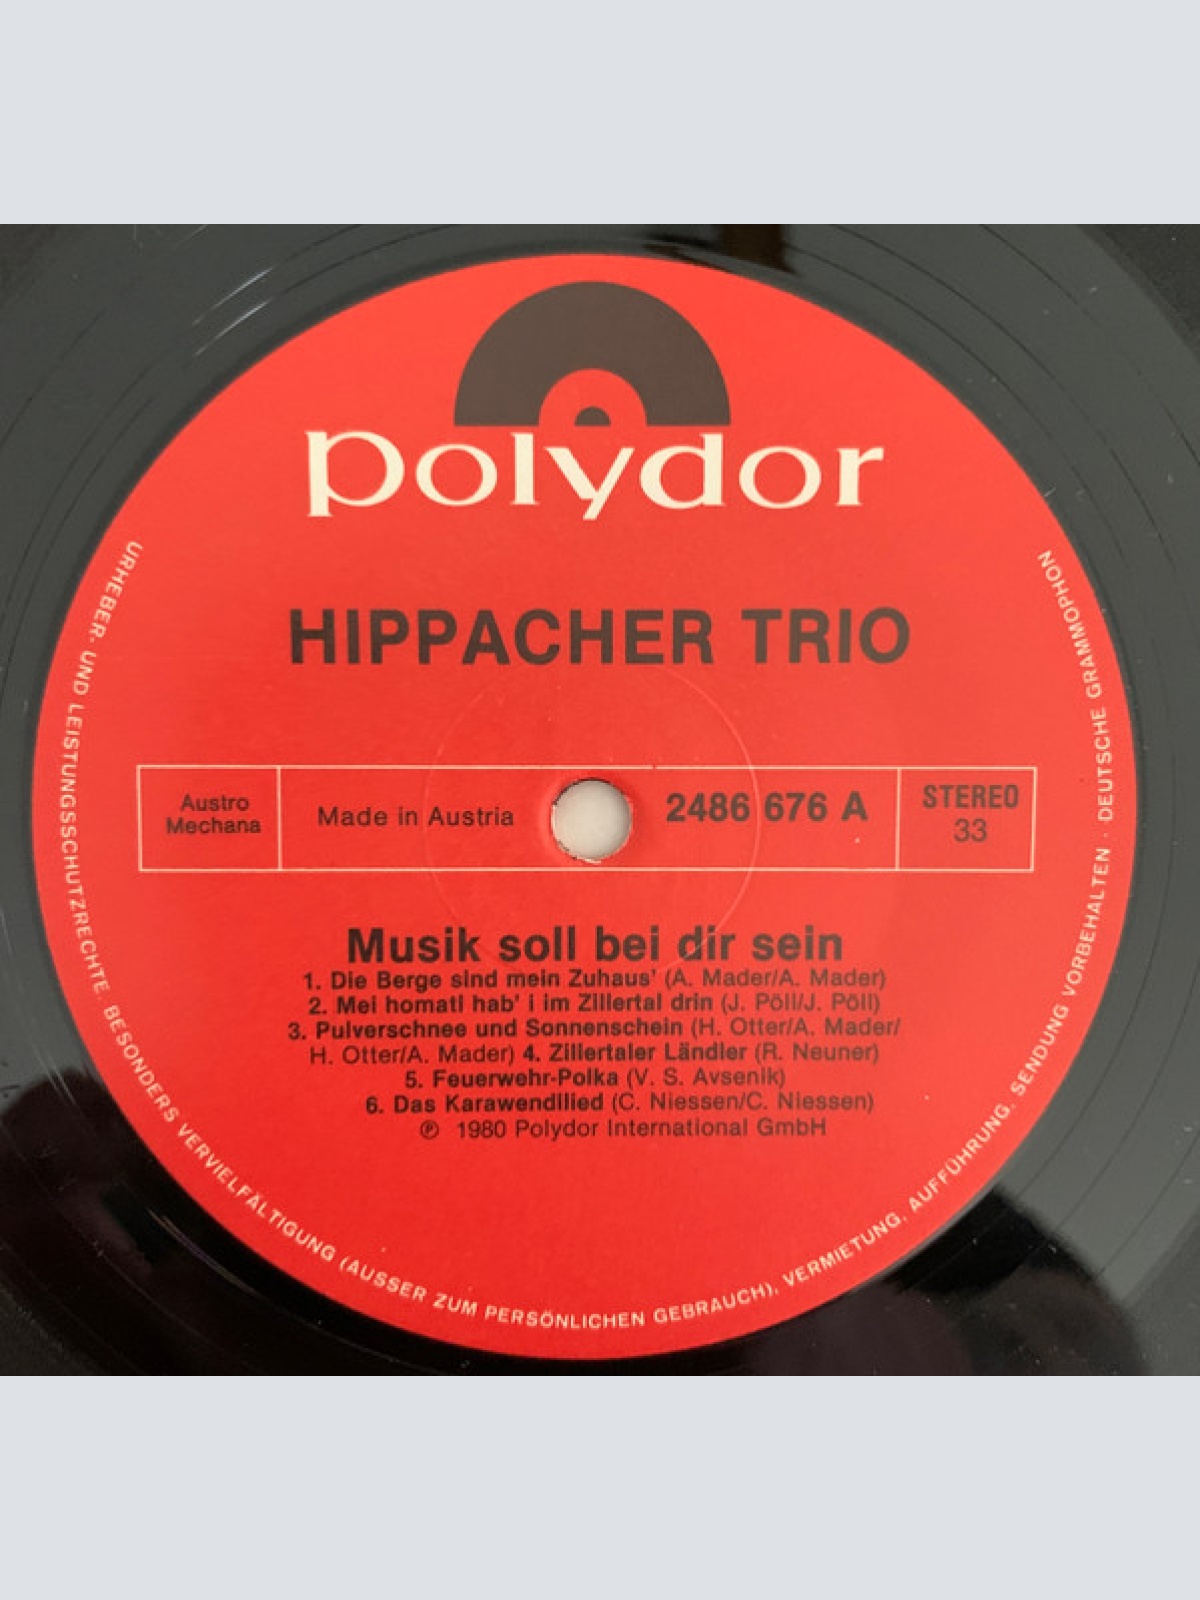 polydor
HIPPACHER TRIO
Austro
Mechana
Made in Austria
2486 676 A
STEREO
33
Musik soll bei dir sein
1. Die Berge sind mein Zuhaus' (A. Mader/A. Mader)
2. Mei homatl hab' i im Zillertal drin (J. Pöll/J. Pöll)
3. Pulverschnee und Sonnenschein (H. Otter/A. Mader/
H. Otter/A. Mader) 4. Zillertaler Ländler (R. Neuner)
5. Feuerwehr-Polka (V. S. Avsenik)
6. Das Karawendllied (C. Niessen/C. Niessen)
℗ 1980 Polydor International GmbH
URHEBER- UND LEISTUNGSSCHUTZRECHTE, BESONDERS VERVIELFÄLTIGUNG (AUSSER ZUM PERSÖNLICHEN GEBRAUCH), VERMIETUNG, AUFFÜHRUNG, SENDUNG VORBEHALTEN · DEUTSCHE GRAMMOPHON